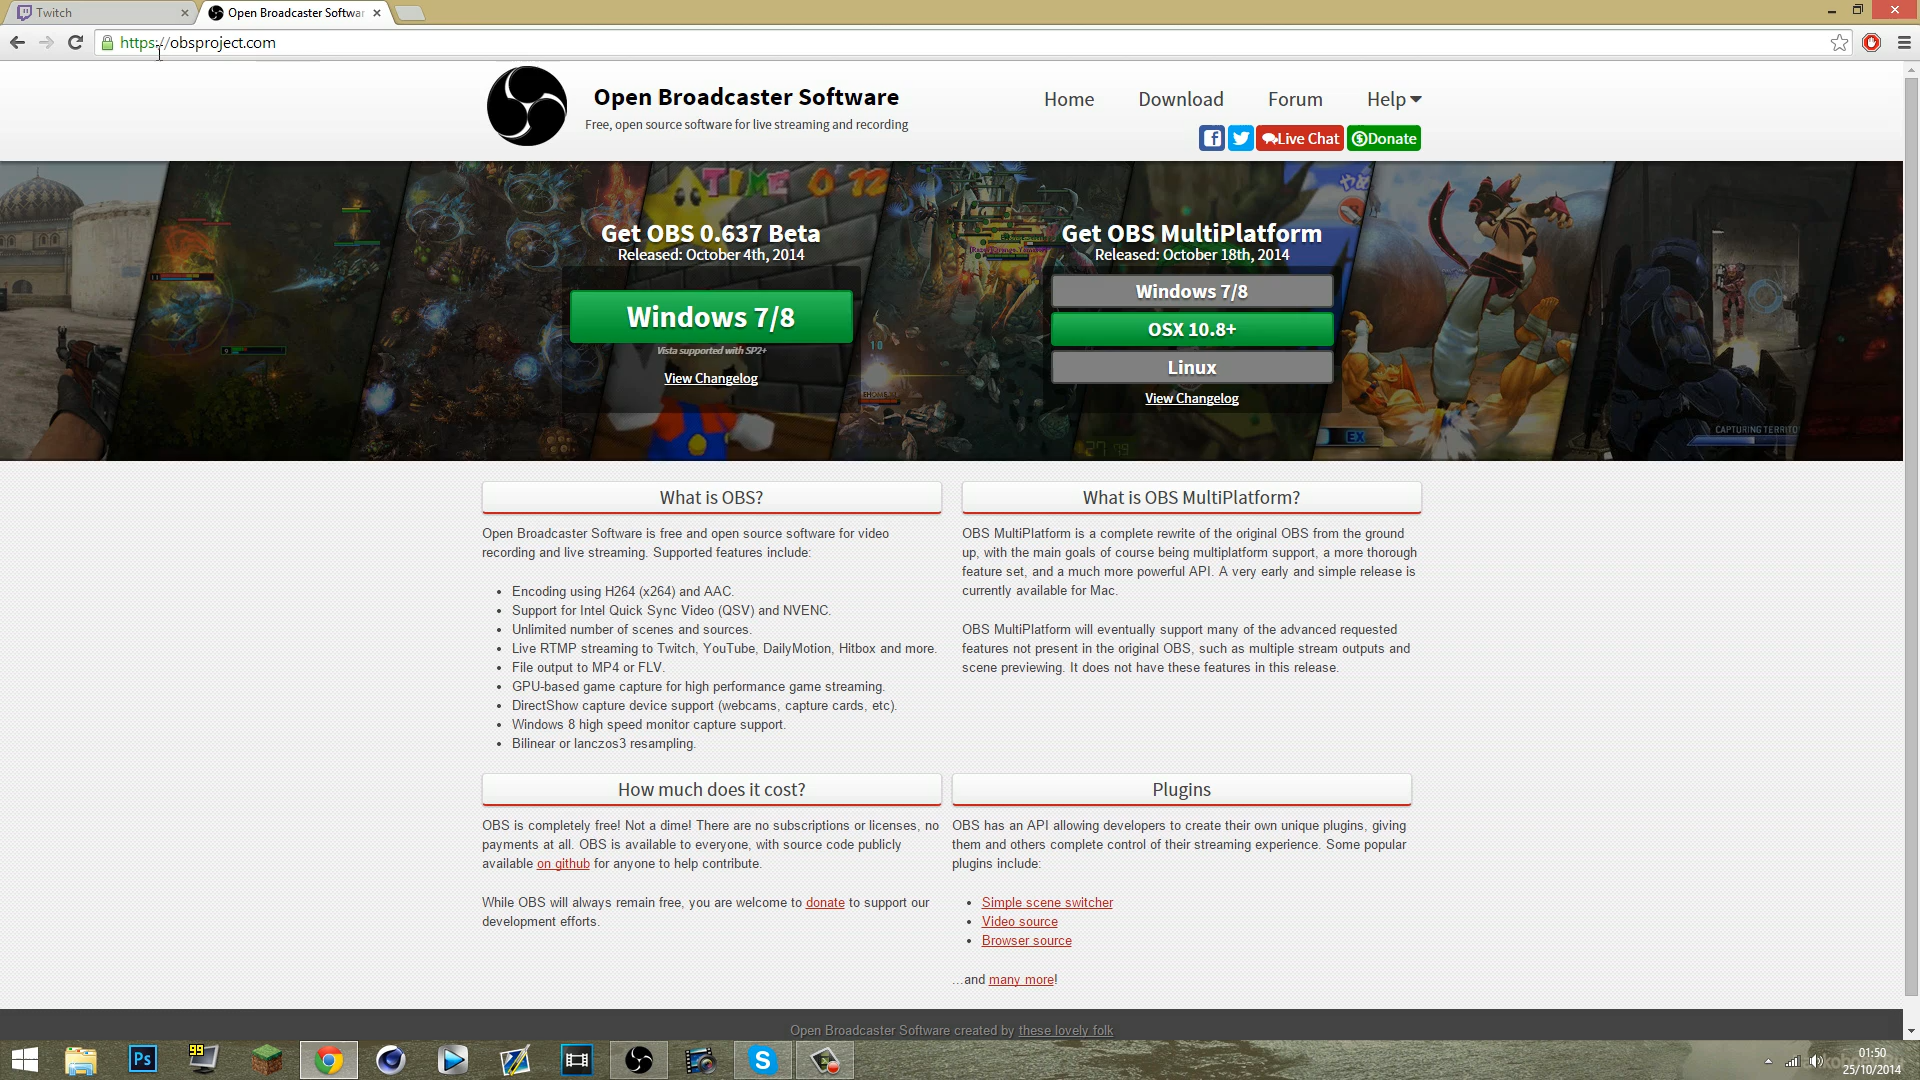 Twitch
Open Broadcaster Softwar
https://obsproject.com
Open Broadcaster Software
Free, open source software for live streaming and recording
Home
Download
Forum
Help
Live Chat
Donate
TIME 0 72
Get OBS 0.637 Beta
Released: October 4th, 2014
Windows 7/8
Vista supported with SP2+
View Changelog
Get OBS MultiPlatform
Released: October 18th, 2014
Windows 7/8
OSX 10.8+
Linux
View Changelog
EX
CAPTURING TERRITO
What is OBS?
Open Broadcaster Software is free and open source software for video
recording and live streaming. Supported features include:
Encoding using H264 (x264) and AAC.
Support for Intel Quick Sync Video (QSV) and NVENC.
Unlimited number of scenes and sources.
Live RTMP streaming to Twitch, YouTube, DailyMotion, Hitbox and more.
File output to MP4 or FLV.
GPU-based game capture for high performance game streaming.
DirectShow capture device support (webcams, capture cards, etc).
Windows 8 high speed monitor capture support.
Bilinear or lanczos3 resampling.
What is OBS MultiPlatform?
OBS MultiPlatform is a complete rewrite of the original OBS from the ground
up, with the main goals of course being multiplatform support, a more thorough
feature set, and a much more powerful API. A very early and simple release is
currently available for Mac.
OBS MultiPlatform will eventually support many of the advanced requested
features not present in the original OBS, such as multiple stream outputs and
scene previewing. It does not have these features in this release.
How much does it cost?
OBS is completely free! Not a dime! There are no subscriptions or licenses, no
payments at all. OBS is available to everyone, with source code publicly
available on github for anyone to help contribute.
While OBS will always remain free, you are welcome to donate to support our
development efforts.
Plugins
OBS has an API allowing developers to create their own unique plugins, giving
them and others complete control of their streaming experience. Some popular
plugins include:
Simple scene switcher
Video source
Browser source
...and many more!
Open Broadcaster Software created by these lovely folk
Ps
99
01:50
25/10/2014